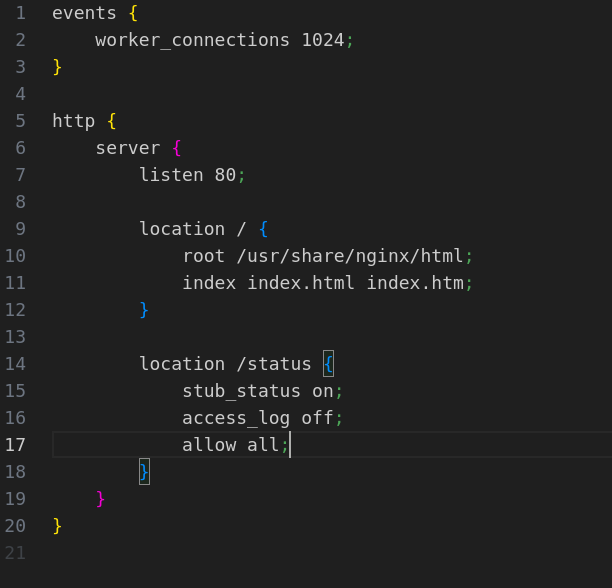 1 events {
2     worker_connections 1024;
3 }
4
5 http {
6     server {
7         listen 80;
8
9         location / {
10             root /usr/share/nginx/html;
11             index index.html index.htm;
12         }
13
14         location /status {
15             stub_status on;
16             access_log off;
17             allow all;
18         }
19     }
20 }
21